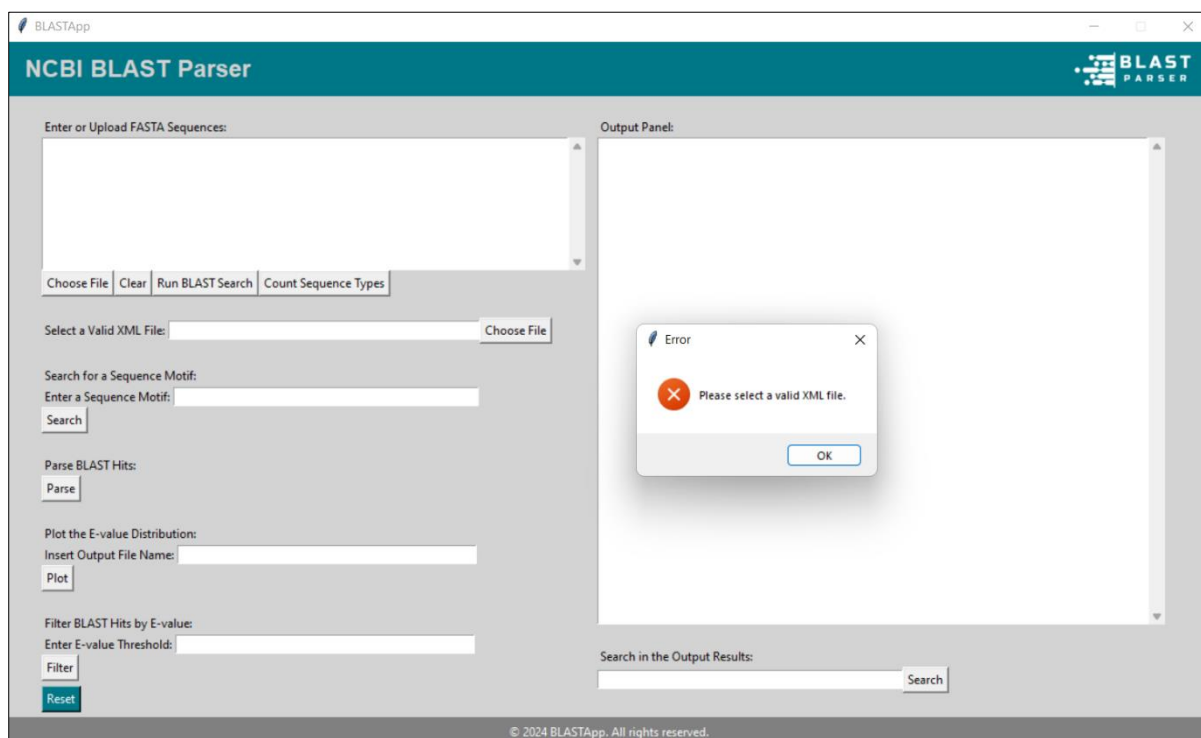 BLASTApp
NCBI BLAST Parser
BLAST
PARSER
Enter or Upload FASTA Sequences:
Choose File
Clear
Run BLAST Search
Count Sequence Types
Select a Valid XML File:
Choose File
Search for a Sequence Motif:
Enter a Sequence Motif:
Search
Parse BLAST Hits:
Parse
Plot the E-value Distribution:
Insert Output File Name:
Plot
Filter BLAST Hits by E-value:
Enter E-value Threshold:
Filter
Reset
Output Panel:
Error
Please select a valid XML file.
OK
Search in the Output Results:
Search
© 2024 BLASTApp. All rights reserved.